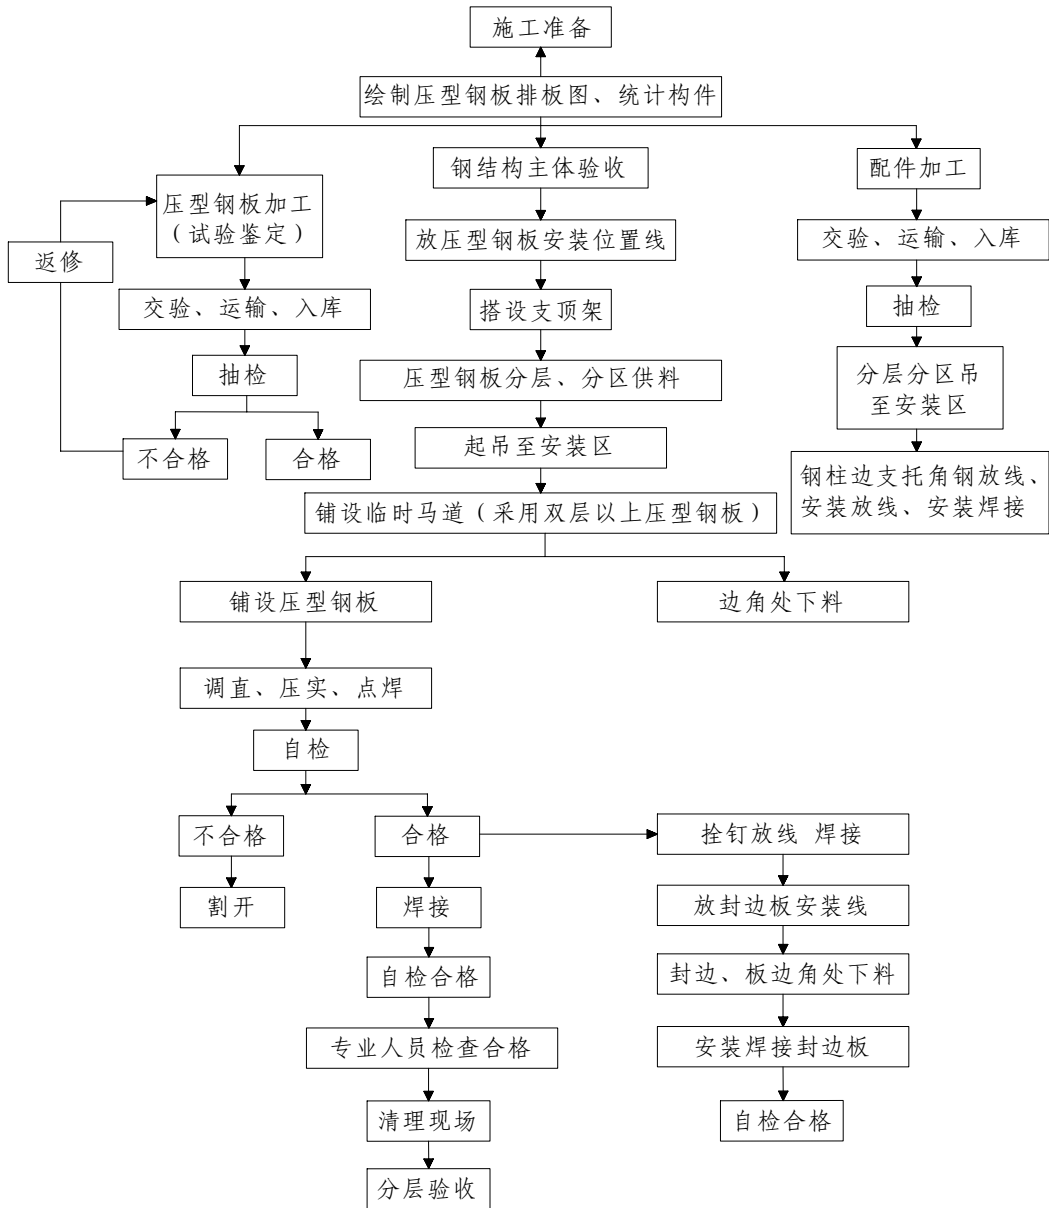 施工准备
绘制压型钢板排板图、统计构件
压型钢板加工
（试验鉴定）
返修
交验、运输、入库
抽检
不合格
合格
钢结构主体验收
放压型钢板安装位置线
搭设支顶架
压型钢板分层、分区供料
起吊至安装区
铺设临时马道（采用双层以上压型钢板）
配件加工
交验、运输、入库
抽检
分层分区吊
至安装区
钢柱边支托角钢放线、
安装放线、安装焊接
铺设压型钢板
边角处下料
调直、压实、点焊
自检
不合格
割开
合格
焊接
自检合格
专业人员检查合格
清理现场
分层验收
拴钉放线 焊接
放封边板安装线
封边、板边角处下料
安装焊接封边板
自检合格